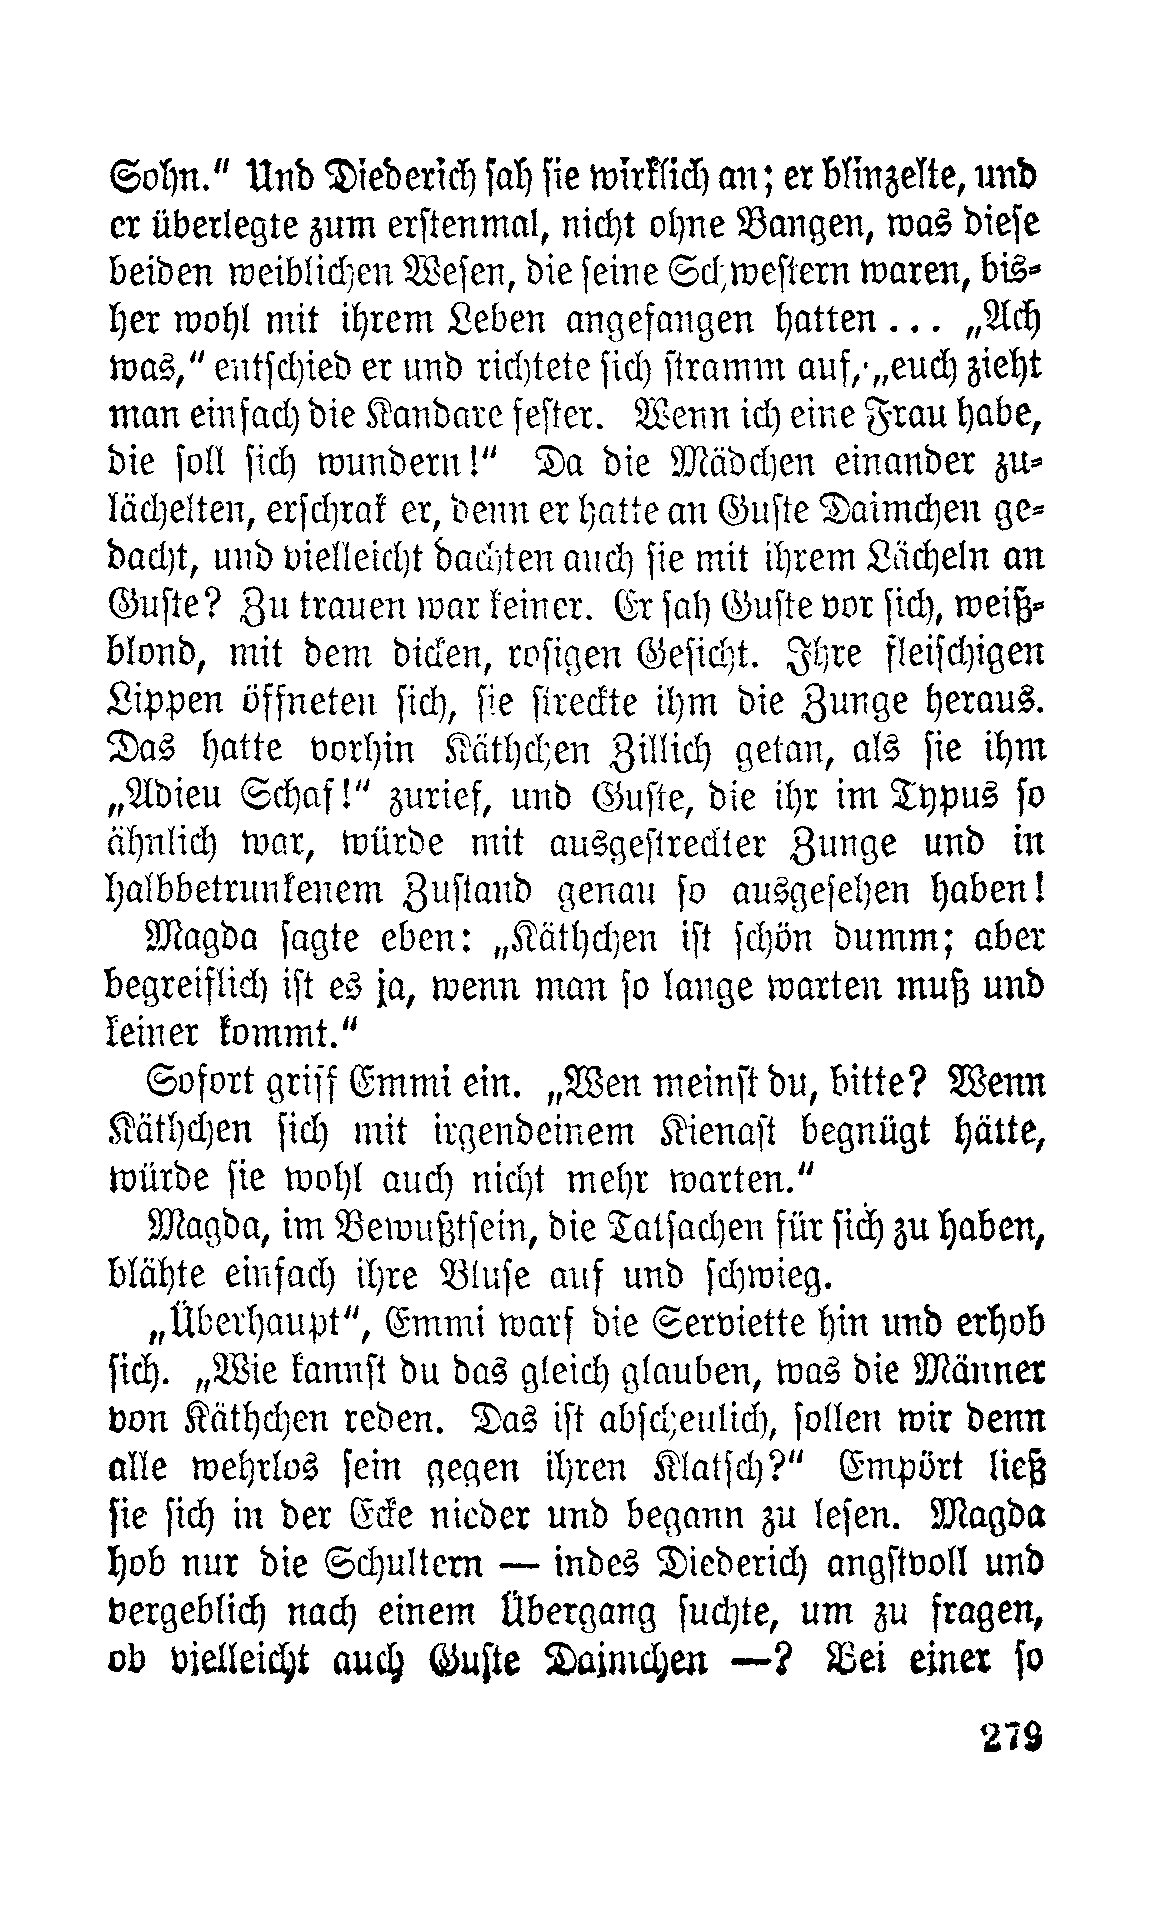 Sohn.“ Und Diederich sah sie wirklich an; er blinzelte, und
er überlegte zum erstenmal, nicht ohne Bangen, was diese
beiden weiblichen Wesen, die seine Schwestern waren, bis-
her wohl mit ihrem Leben angefangen hatten ... „Ach
was,“ entschied er und richtete sich stramm auf, „euch zieht
man einfach die Kandare fester. Wenn ich eine Frau habe,
die soll sich wundern!“ Da die Mädchen einander zu-
lächelten, erschrak er, denn er hatte an Guste Daimchen ge-
dacht, und vielleicht dachten auch sie mit ihrem Lächeln an
Guste? Zu trauen war keiner. Er sah Guste vor sich, weiß-
blond, mit dem dicken, rosigen Gesicht. Ihre fleischigen
Lippen öffneten sich, sie streckte ihm die Zunge heraus.
Das hatte vorhin Käthchen Zillich getan, als sie ihm
„Adieu Schaf!“ zurief, und Guste, die ihr im Typus so
ähnlich war, würde mit ausgestreckter Zunge und in
halbbetrunkenem Zustand genau so ausgesehen haben!
Magda sagte eben: „Käthchen ist schön dumm; aber
begreiflich ist es ja, wenn man so lange warten muß und
keiner kommt.“
Sofort griff Emmi ein. „Wen meinst du, bitte? Wenn
Käthchen sich mit irgendeinem Kienast begnügt hätte,
würde sie wohl auch nicht mehr warten.“
Magda, im Bewußtsein, die Tatsachen für sich zu haben,
blähte einfach ihre Bluse auf und schwieg.
„Überhaupt“, Emmi warf die Serviette hin und erhob
sich. „Wie kannst du das gleich glauben, was die Männer
von Käthchen reden. Das ist abscheulich, sollen wir denn
alle wehrlos sein gegen ihren Klatsch?“ Empört ließ
sie sich in der Ecke nieder und begann zu lesen. Magda
hob nur die Schultern — indes Diederich angstvoll und
vergeblich nach einem Übergang suchte, um zu fragen,
ob vielleicht auch Guste Daimchen —? Bei einer so
279